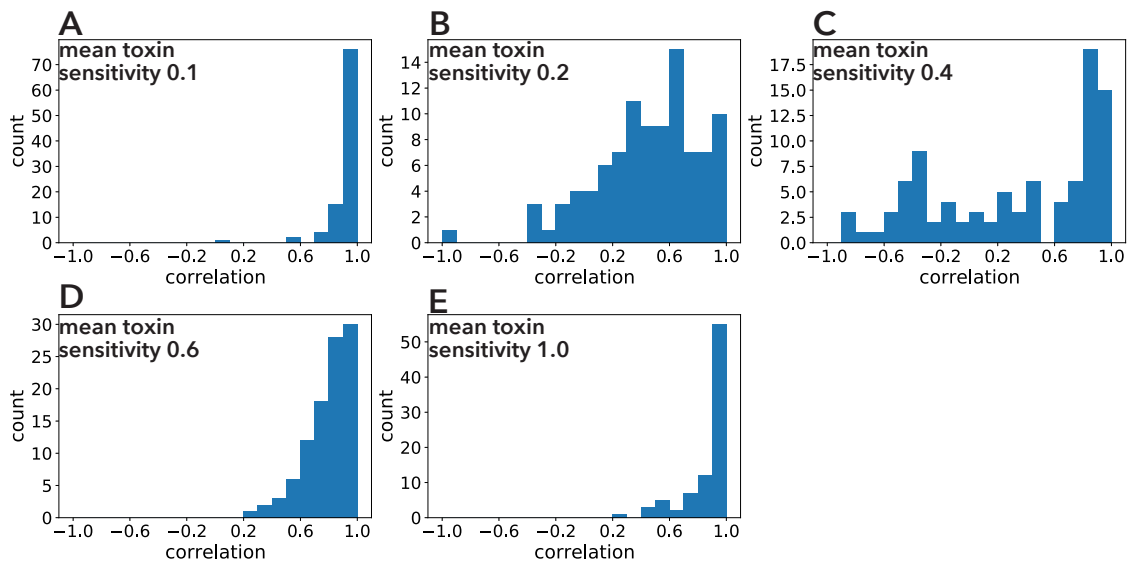 A
mean toxin
sensitivity 0.1
70
60
50
40
30
20
10
0
count
−1.0 −0.6 −0.2 0.2 0.6 1.0
correlation
B
mean toxin
sensitivity 0.2
14
12
10
8
6
4
2
0
count
−1.0 −0.6 −0.2 0.2 0.6 1.0
correlation
C
mean toxin
sensitivity 0.4
17.5
15.0
12.5
10.0
7.5
5.0
2.5
0.0
count
−1.0 −0.6 −0.2 0.2 0.6 1.0
correlation
D
mean toxin
sensitivity 0.6
30
25
20
15
10
5
0
count
−1.0 −0.6 −0.2 0.2 0.6 1.0
correlation
E
mean toxin
sensitivity 1.0
50
40
30
20
10
0
count
−1.0 −0.6 −0.2 0.2 0.6 1.0
correlation